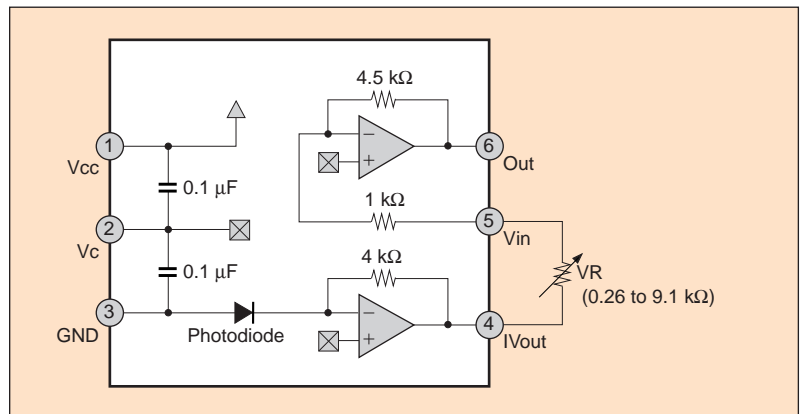 4.5 kΩ
1
Vcc
−
+
6
Out
0.1 μF
1 kΩ
2
Vc
5
Vin
0.1 μF
4 kΩ
VR
(0.26 to 9.1 kΩ)
3
GND
Photodiode
−
+
4
IVout